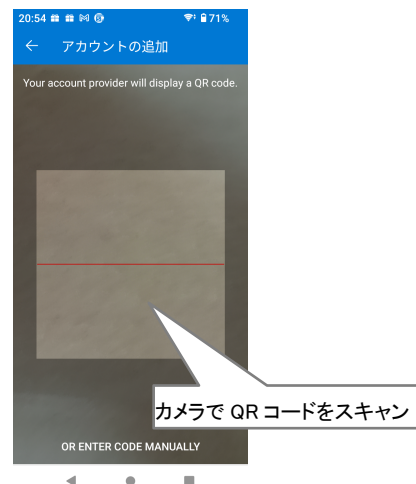 20:54
71%
アカウントの追加
Your account provider will display a QR code.
カメラで QR コードをスキャン
OR ENTER CODE MANUALLY